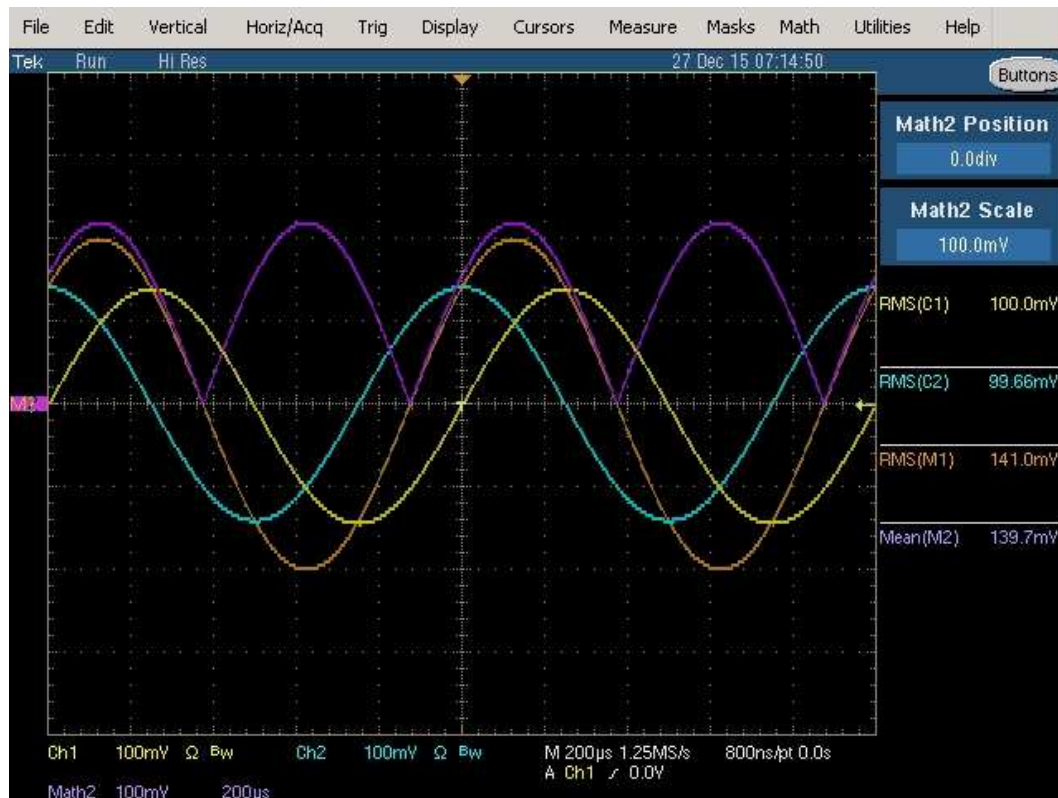 File Edit Vertical Horiz/Acq Trig Display Cursors Measure Masks Math Utilities Help
Tek Run Hi Res 27 Dec 15 07:14:50
Buttons
Math2 Position
0.0div
Math2 Scale
100.0mV
RMS(C1) 100.0mV
RMS(C2) 99.66mV
RMS(M1) 141.0mV
Mean(M2) 139.7mV
Ch1 100mV Ω Bw Ch2 100mV Ω Bw M 200µs 1.25MS/s 800ns/pt 0.0s
A Ch1 ⌿ 0.0V
Math2 100mV 200µs